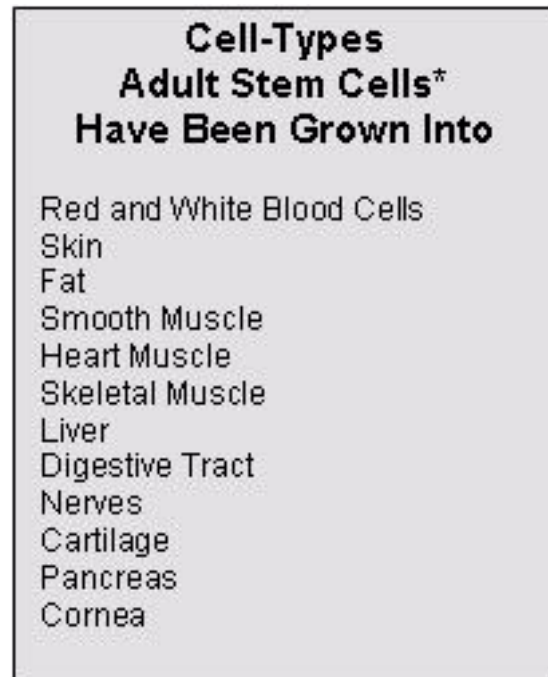 Cell-Types
Adult Stem Cells*
Have Been Grown Into
Red and White Blood Cells
Skin
Fat
Smooth Muscle
Heart Muscle
Skeletal Muscle
Liver
Digestive Tract
Nerves
Cartilage
Pancreas
Cornea